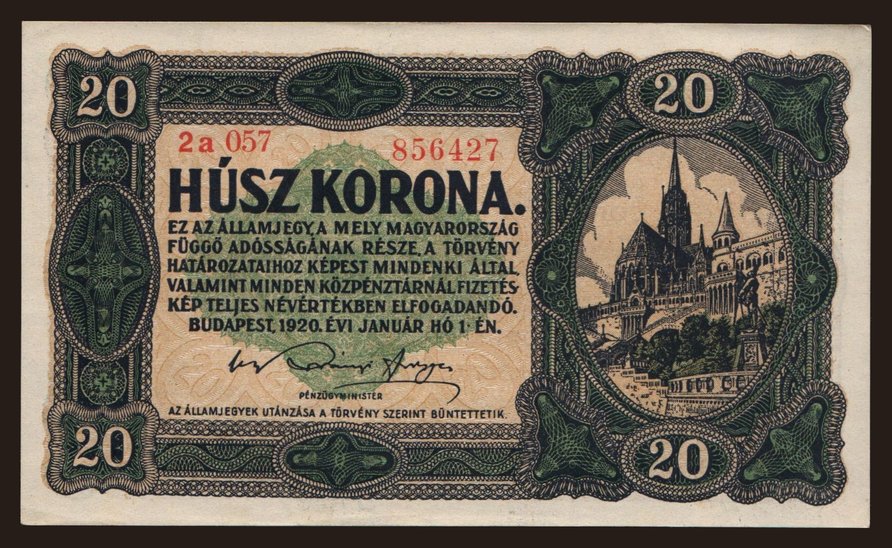 20
20
2a 057 856427
HÚSZ KORONA.
EZ AZ ÁLLAMJEGY, A MELY MAGYARORSZÁG
FÜGGŐ ADÓSSÁGÁNAK RÉSZE, A TÖRVÉNY
HATÁROZATAIHOZ KÉPEST MINDENKI ÁLTAL,
VALAMINT MINDEN KÖZPÉNZTÁRNÁL FIZETÉS-
KÉP TELJES NÉVÉRTÉKBEN ELFOGADANDÓ.
BUDAPEST, 1920. ÉVI JANUÁR HÓ 1-ÉN.
PÉNZÜGYMINISTER
AZ ÁLLAMJEGYEK UTÁNZÁSA A TÖRVÉNY SZERINT BÜNTETTETIK.
20
20